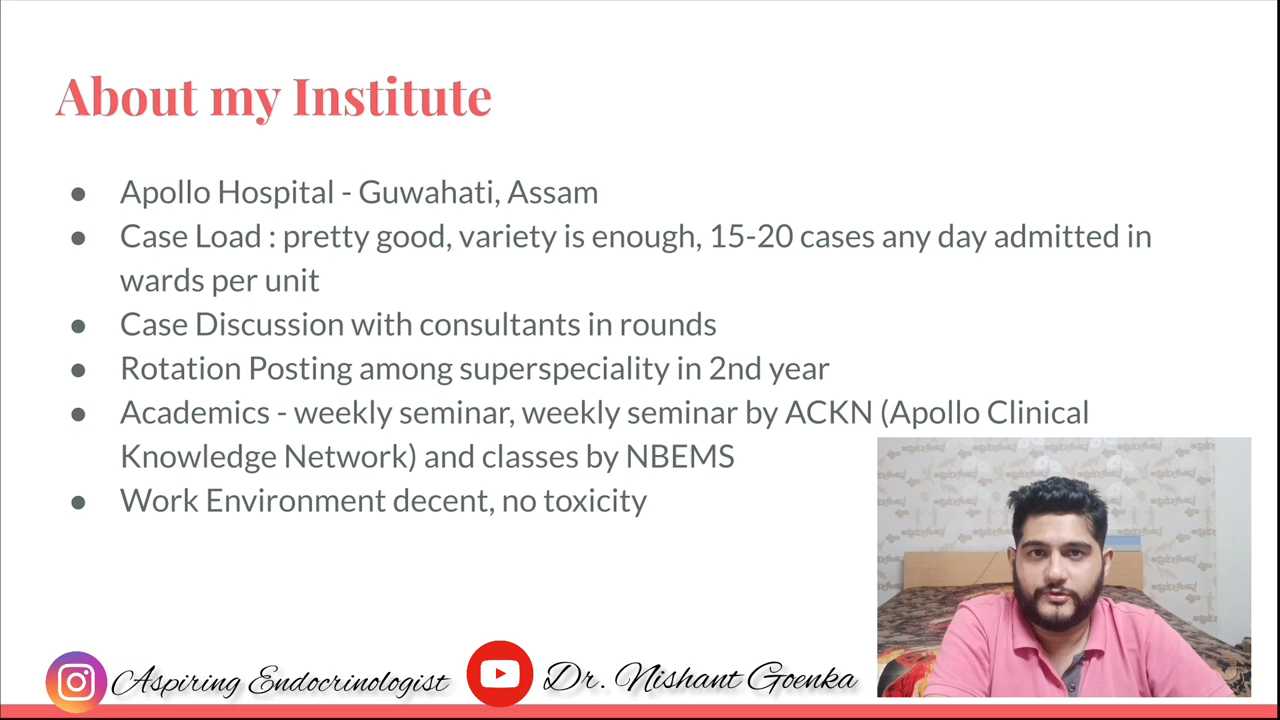 About my Institute
● Apollo Hospital - Guwahati, Assam
● Case Load : pretty good, variety is enough, 15-20 cases any day admitted in
wards per unit
● Case Discussion with consultants in rounds
● Rotation Posting among superspeciality in 2nd year
● Academics - weekly seminar, weekly seminar by ACKN (Apollo Clinical
Knowledge Network) and classes by NBEMS
● Work Environment decent, no toxicity
Aspiring Endocrinologist
Dr. Nishant Goenka